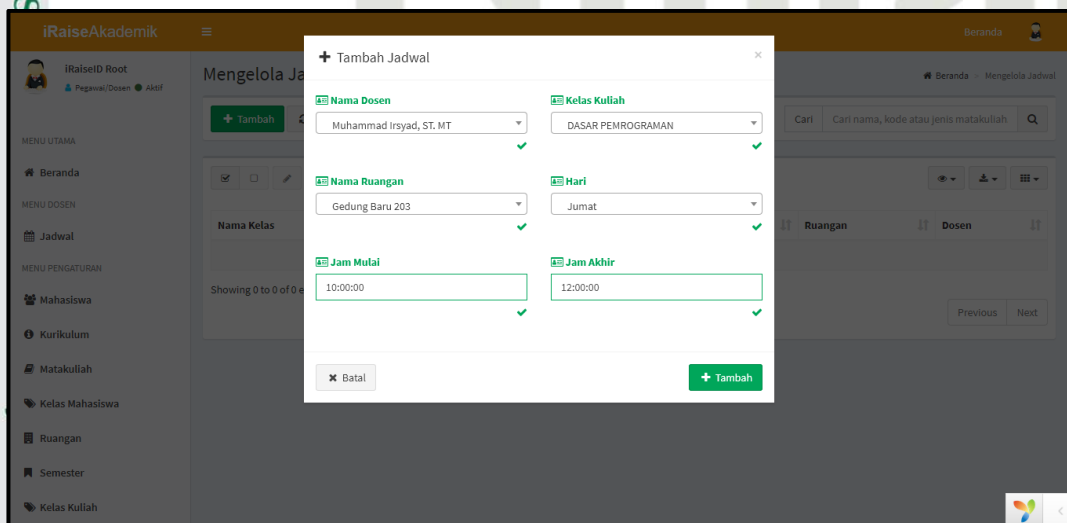 iRaiseAkademik
Beranda
iRaiseID Root
Pegawai/Dosen Aktif
MENU UTAMA
Beranda
MENU DOSEN
Jadwal
MENU PENGATURAN
Mahasiswa
Kurikulum
Matakuliah
Kelas Mahasiswa
Ruangan
Semester
Kelas Kuliah
Mengelola Ja
Beranda > Mengelola Jadwal
Tambah
Cari Cari nama, kode atau jenis matakuliah
Nama Kelas
Ruangan
Dosen
Showing 0 to 0 of 0 e
Previous Next
Tambah Jadwal ×
Nama Dosen
Muhammad Irsyad, ST. MT
Kelas Kuliah
DASAR PEMROGRAMAN
Nama Ruangan
Gedung Baru 203
Hari
Jumat
Jam Mulai
10:00:00
Jam Akhir
12:00:00
Batal
Tambah